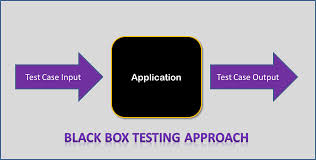 Test Case Input
Application
Test Case Output
BLACK BOX TESTING APPROACH